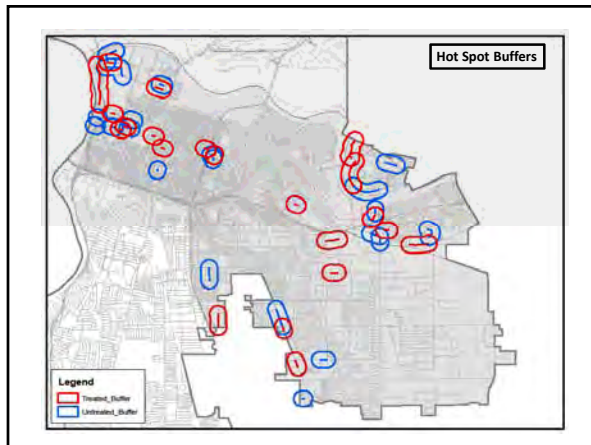 Hot Spot Buffers
Legend
Treated_Buffer
Untreated_Buffer